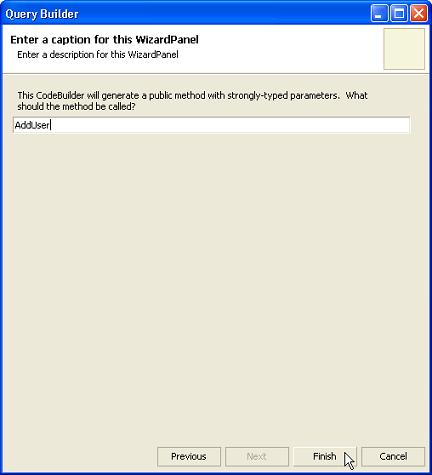 Query Builder
Enter a caption for this WizardPanel
Enter a description for this WizardPanel
This CodeBuilder will generate a public method with strongly-typed parameters.  What
should the method be called?
AddUser
Previous
Next
Finish
Cancel